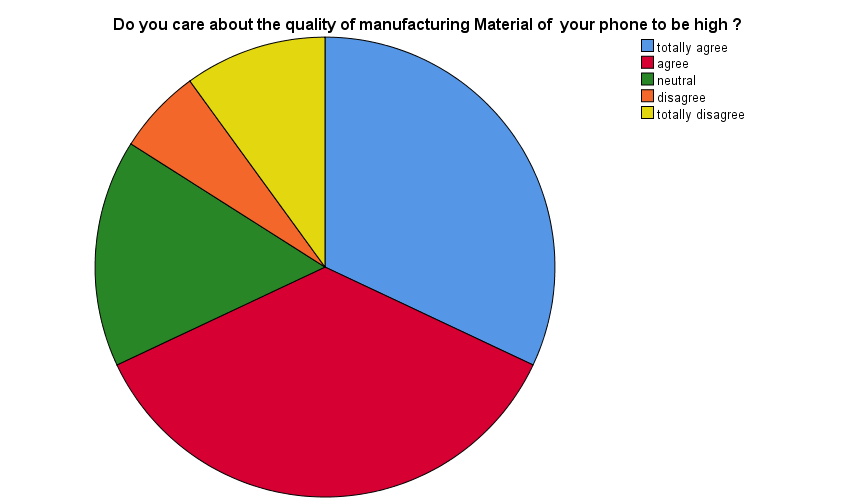 Do you care about the quality of manufacturing Material of  your phone to be high ?
totally agree
agree
neutral
disagree
totally disagree